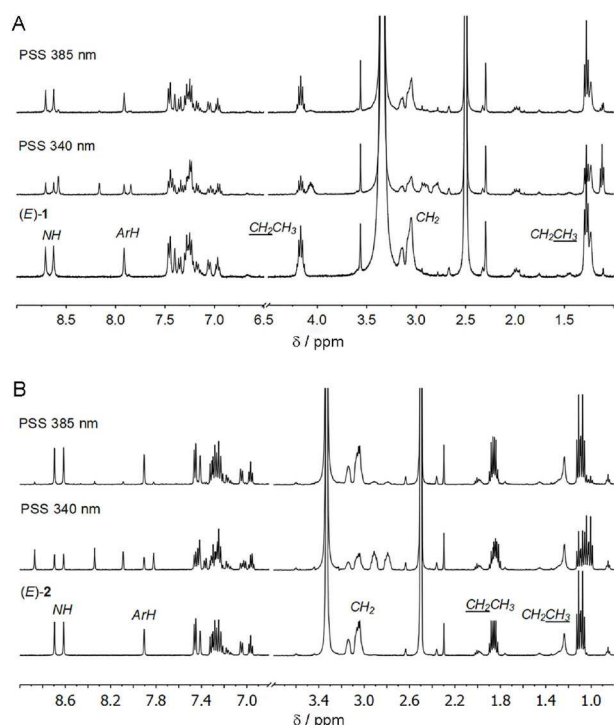 A
PSS 385 nm
PSS 340 nm
(E)-1
NH
ArH
CH2CH3
CH2
CH2CH3
8.5 8.0 7.5 7.0 6.5 4.0 3.5 3.0 2.5 2.0 1.5
δ / ppm
B
PSS 385 nm
PSS 340 nm
(E)-2
NH
ArH
CH2
CH2CH3
CH2CH3
8.6 8.2 7.8 7.4 7.0 3.4 3.0 2.6 2.2 1.8 1.4 1.0
δ / ppm